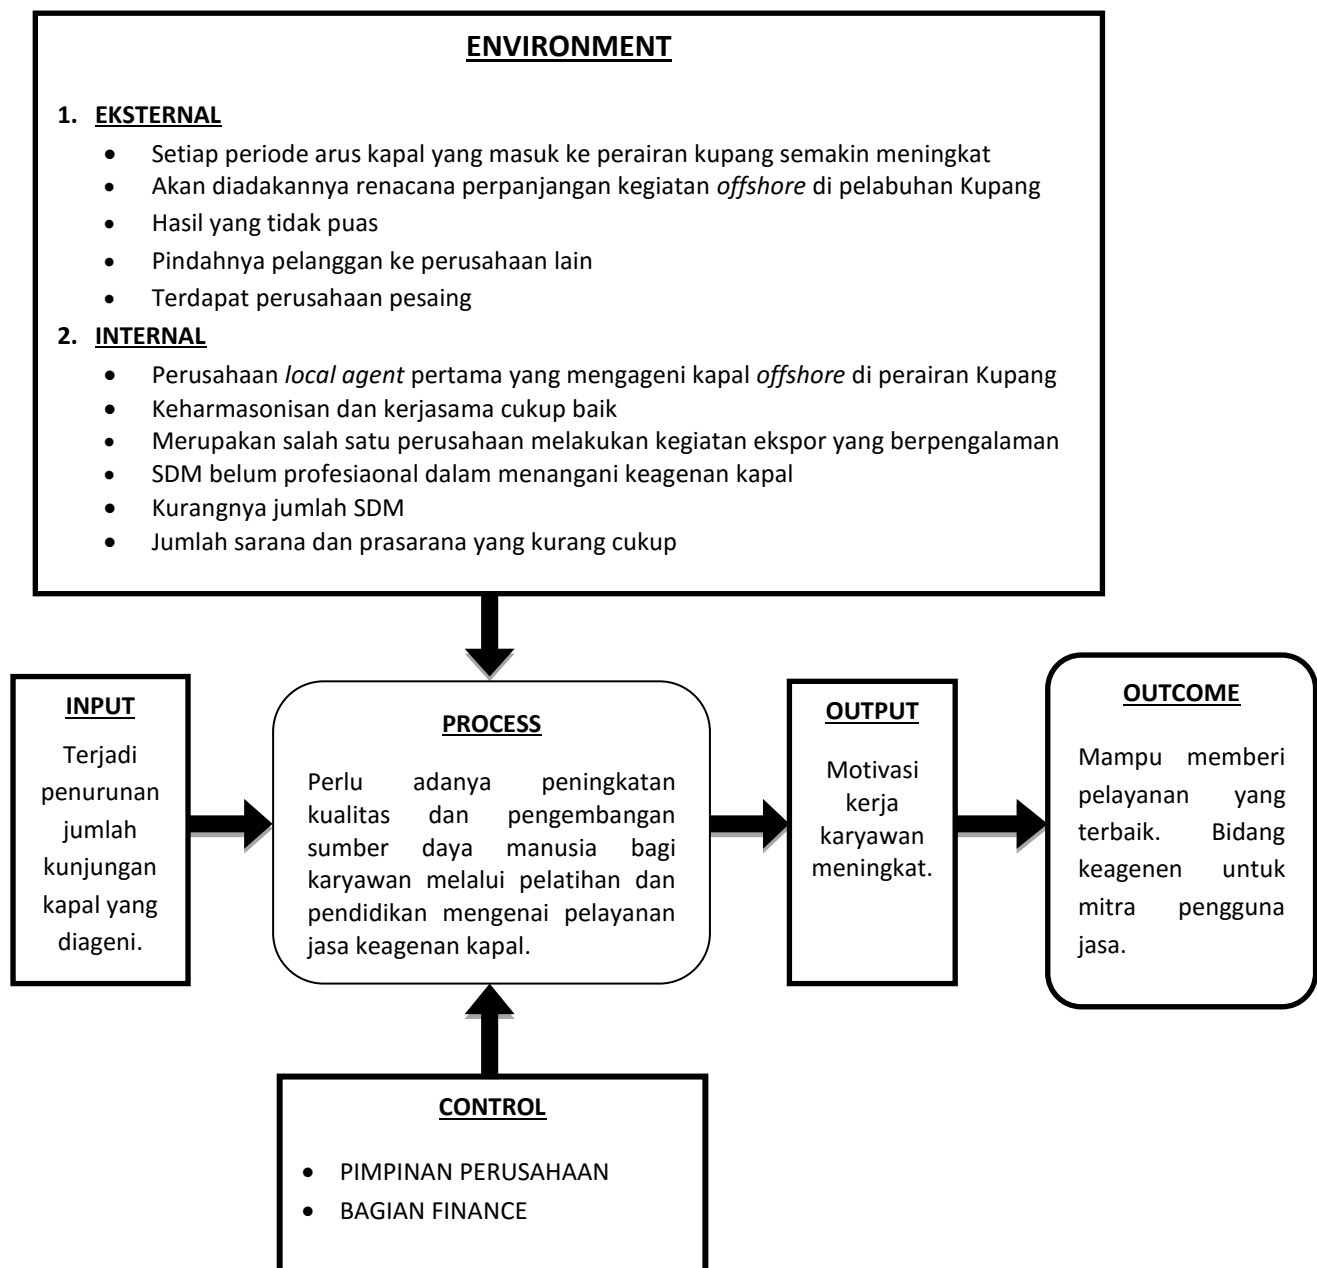 ENVIRONMENT
1. EKSTERNAL
• Setiap periode arus kapal yang masuk ke perairan kupang semakin meningkat
• Akan diadakannya renacana perpanjangan kegiatan offshore di pelabuhan Kupang
• Hasil yang tidak puas
• Pindahnya pelanggan ke perusahaan lain
• Terdapat perusahaan pesaing
2. INTERNAL
• Perusahaan local agent pertama yang mengageni kapal offshore di perairan Kupang
• Keharmasonisan dan kerjasama cukup baik
• Merupakan salah satu perusahaan melakukan kegiatan ekspor yang berpengalaman
• SDM belum profesiaonal dalam menangani keagenan kapal
• Kurangnya jumlah SDM
• Jumlah sarana dan prasarana yang kurang cukup
INPUT
Terjadi
penurunan
jumlah
kunjungan
kapal yang
diageni.
PROCESS
Perlu adanya peningkatan
kualitas dan pengembangan
sumber daya manusia bagi
karyawan melalui pelatihan dan
pendidikan mengenai pelayanan
jasa keagenan kapal.
OUTPUT
Motivasi
kerja
karyawan
meningkat.
OUTCOME
Mampu memberi
pelayanan yang
terbaik. Bidang
keagenen untuk
mitra pengguna
jasa.
CONTROL
• PIMPINAN PERUSAHAAN
• BAGIAN FINANCE